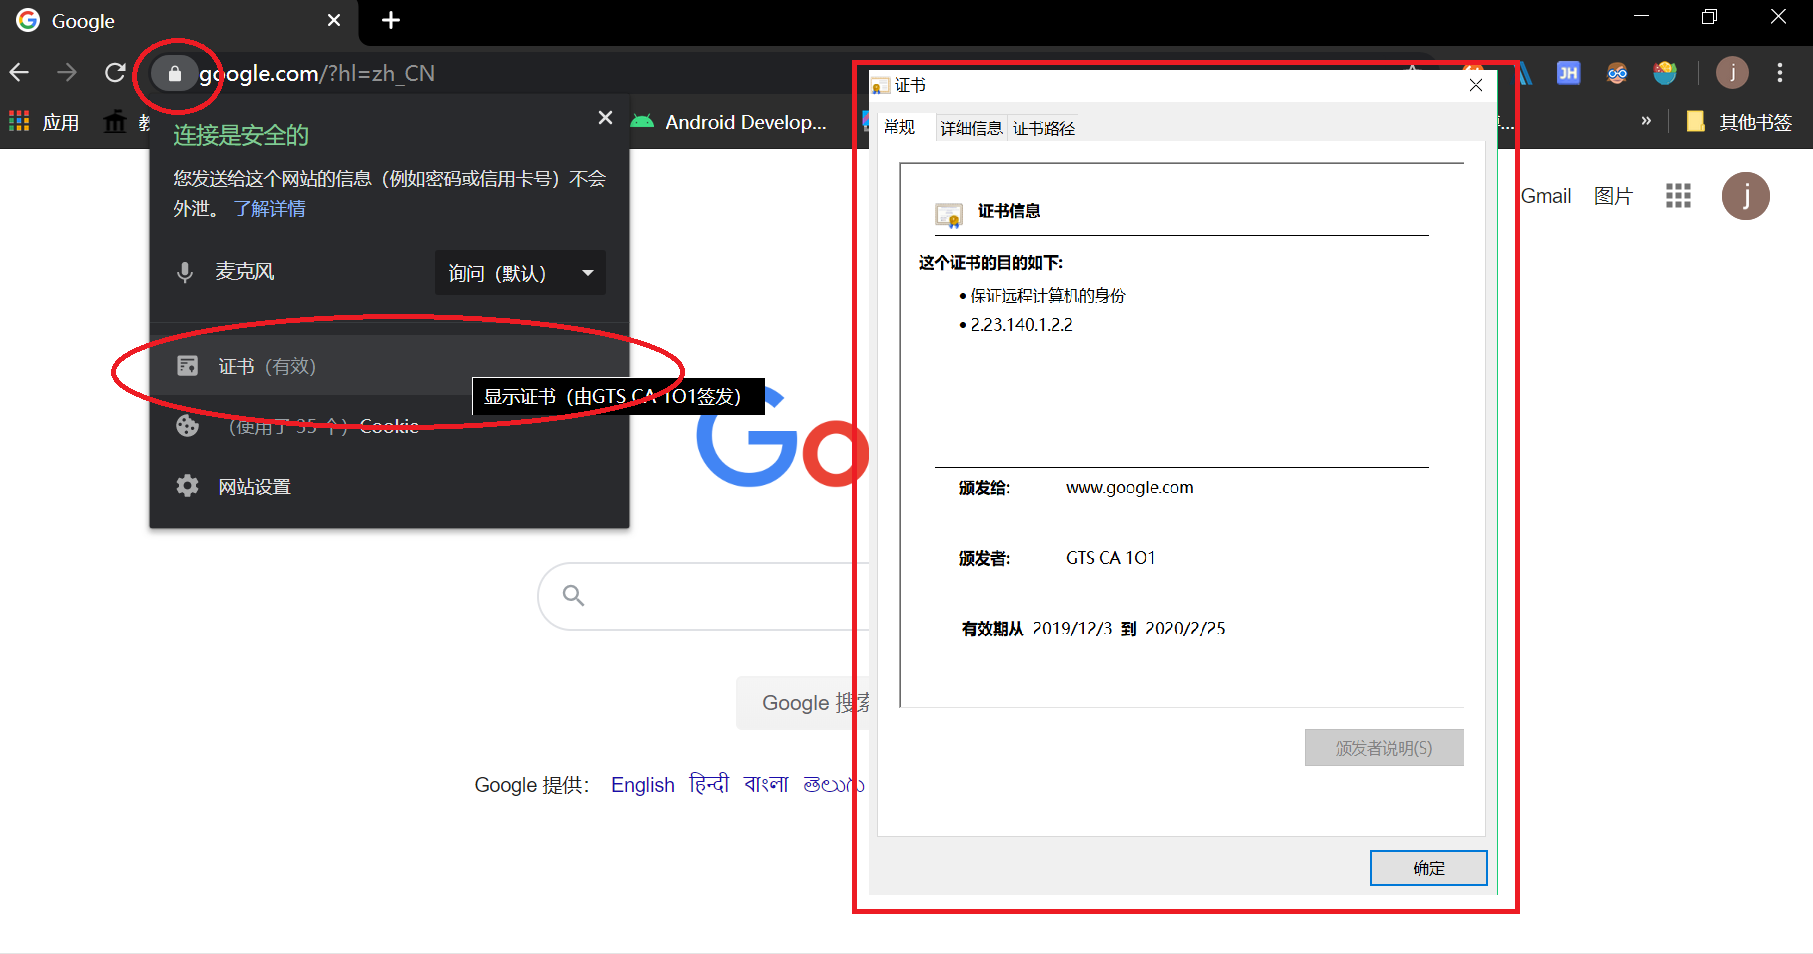 Google
google.com/?hl=zh_CN
JH
j
应用
Android Develop...
...
»
其他书签
连接是安全的
您发送给这个网站的信息（例如密码或信用卡号）不会
外泄。 了解详情
麦克风
询问（默认）
证书（有效）
显示证书（由GTS CA 1O1签发）
（使用了 35 个）Cookie
网站设置
Gmail
图片
j
Go
Google 搜索
Google 提供： English हिन्दी বাংলা తెలుగు
证书
常规
详细信息
证书路径
证书信息
这个证书的目的如下:
• 保证远程计算机的身份
• 2.23.140.1.2.2
颁发给: www.google.com
颁发者: GTS CA 1O1
有效期从 2019/12/3 到 2020/2/25
颁发者说明(S)
确定